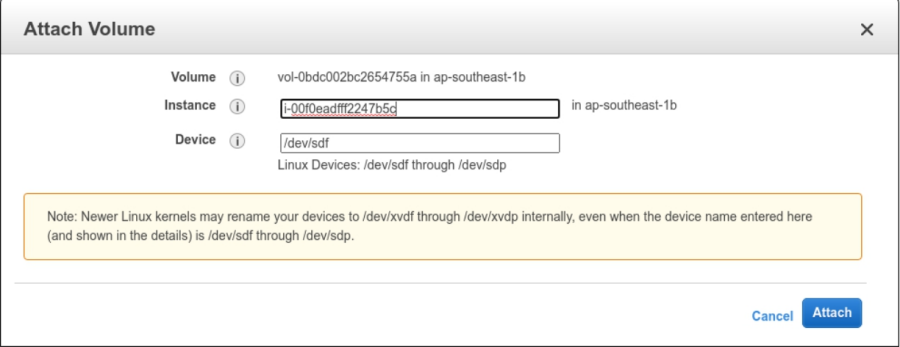 Attach Volume
Volume vol-0bdc002bc2654755a in ap-southeast-1b
Instance i-00f0eadfff2247b5c in ap-southeast-1b
Device /dev/sdf
Linux Devices: /dev/sdf through /dev/sdp
Note: Newer Linux kernels may rename your devices to /dev/xvdf through /dev/xvdp internally, even when the device name entered here
(and shown in the details) is /dev/sdf through /dev/sdp.
Cancel Attach